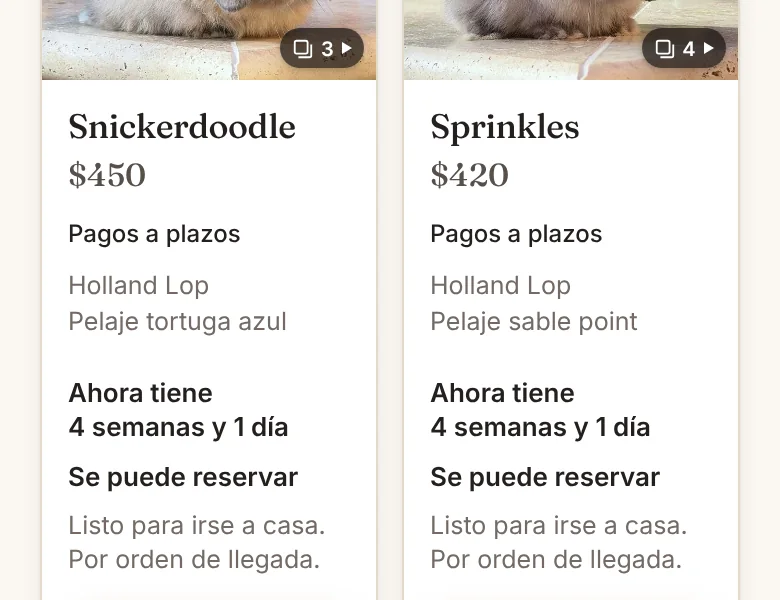 3
Snickerdoodle
$450
Pagos a plazos
Holland Lop
Pelaje tortuga azul
Ahora tiene
4 semanas y 1 día
Se puede reservar
Listo para irse a casa.
Por orden de llegada.
4
Sprinkles
$420
Pagos a plazos
Holland Lop
Pelaje sable point
Ahora tiene
4 semanas y 1 día
Se puede reservar
Listo para irse a casa.
Por orden de llegada.